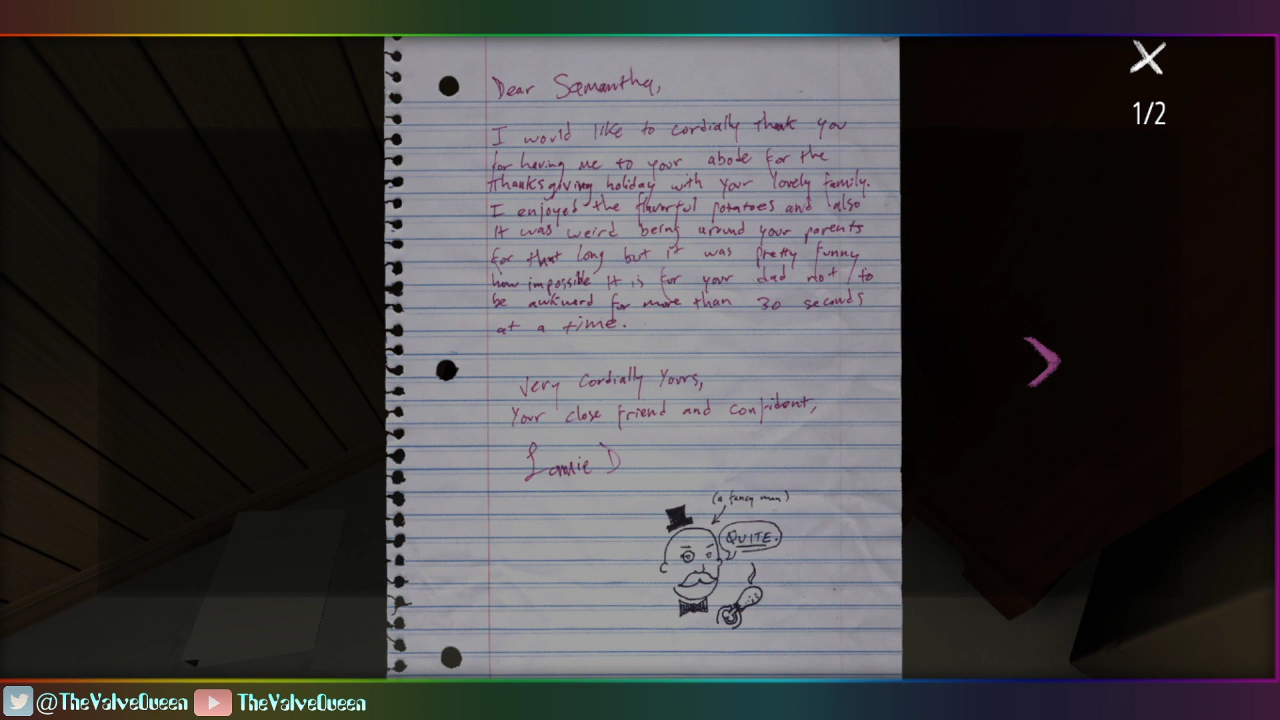 1/2
Dear Samantha,
I would like to cordially thank you
for having me to your abode for the
thanksgiving holiday with your lovely family.
I enjoyed the flavorful potatoes and also
it was weird being around your parents
for that long but it was pretty funny
how impossible it is for your dad not to
be awkward for more than 30 seconds
at a time.
Very Cordially Yours,
Your close friend and confident,
Lonnie D
(a fancy man)
QUITE.
@TheValveQueen TheValveQueen